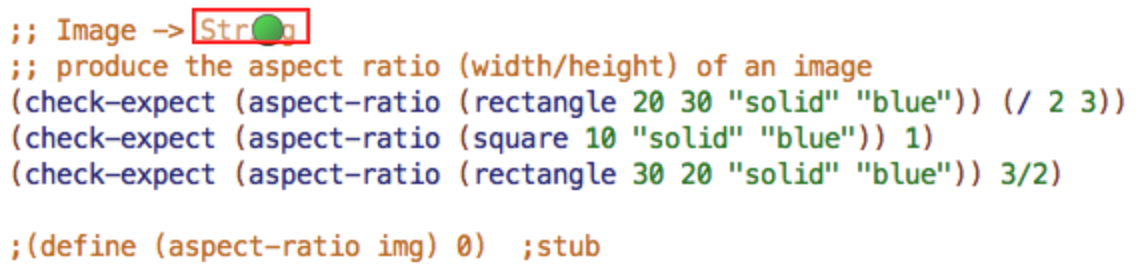 ;; Image -> 
;; produce the aspect ratio (width/height) of an image
(check-expect (aspect-ratio (rectangle 20 30 "solid" "blue")) (/ 2 3))
(check-expect (aspect-ratio (square 10 "solid" "blue")) 1)
(check-expect (aspect-ratio (rectangle 30 20 "solid" "blue")) 3/2)
;(define (aspect-ratio img) 0)  ;stub